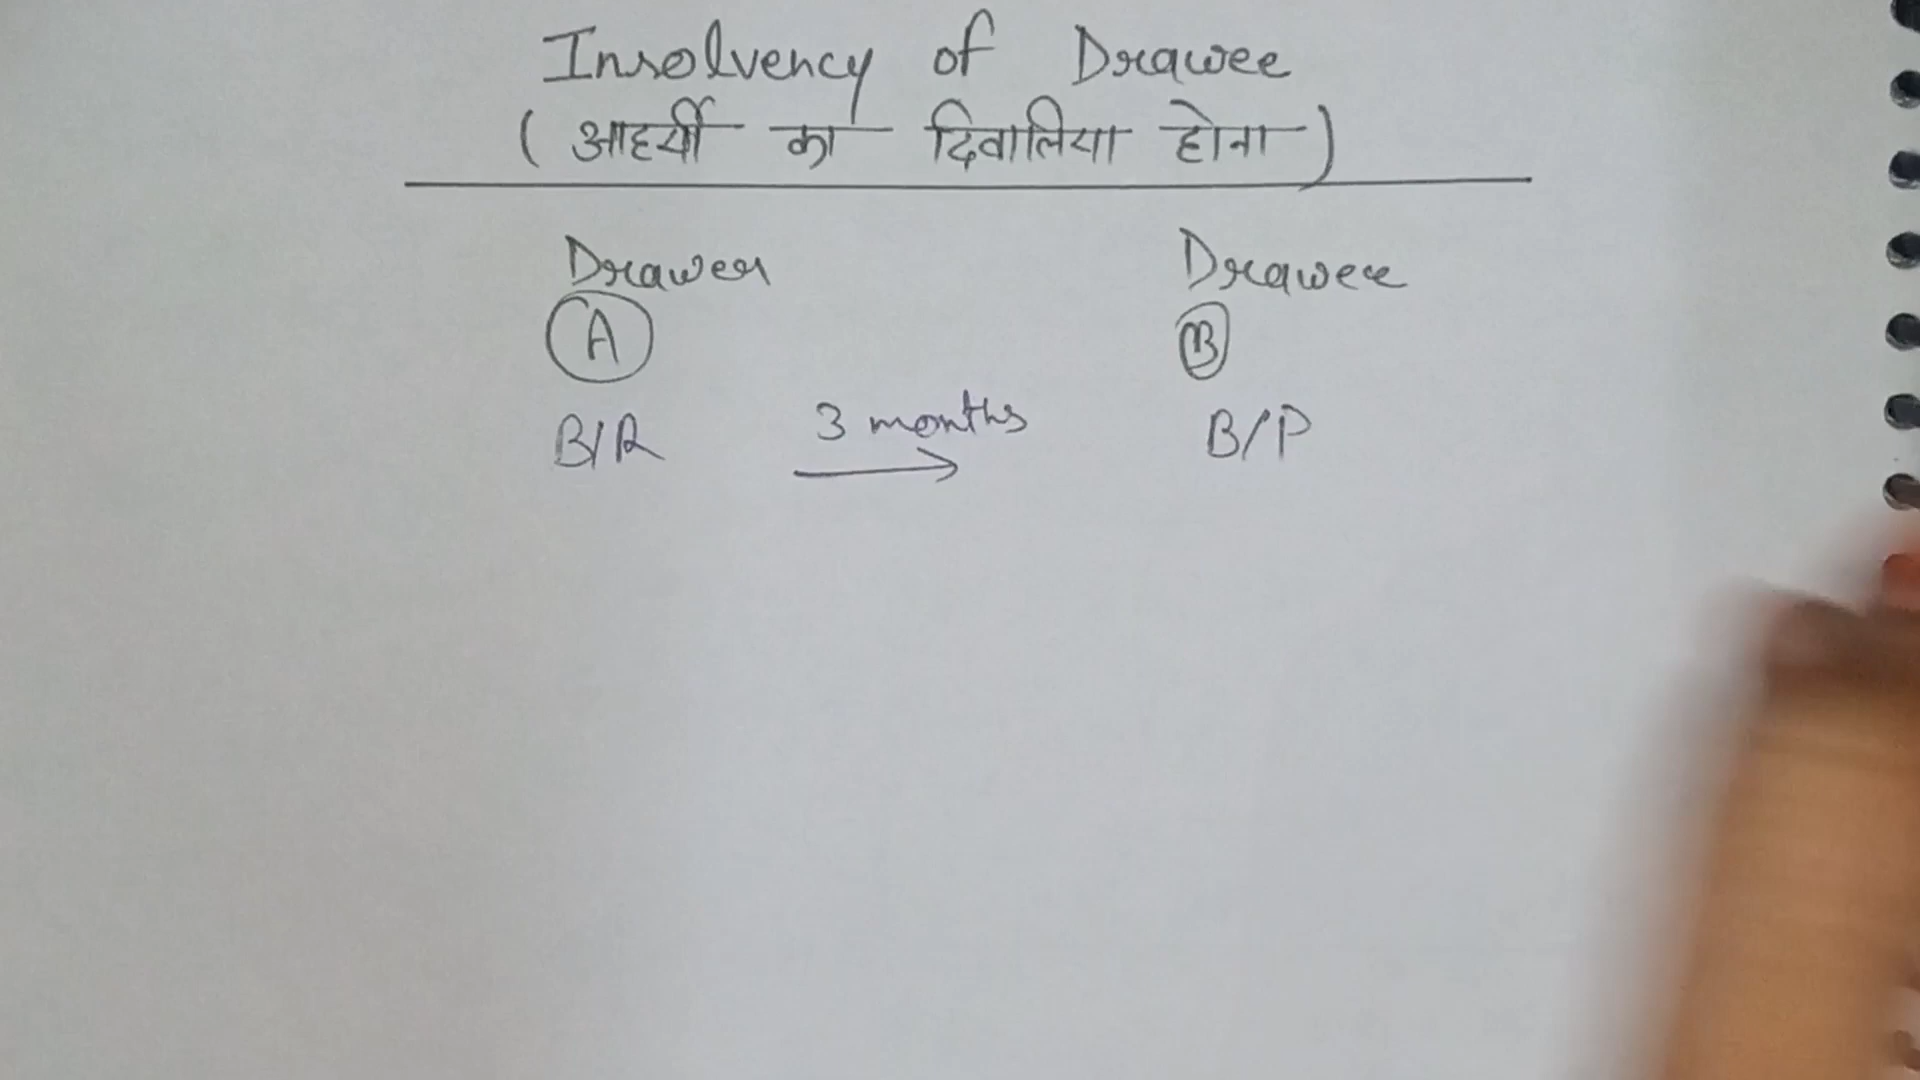 Insolvency of Drawee
( आहर्यी का दिवालिया होना )
Drawer Drawee
A B
B/R 3 months B/P